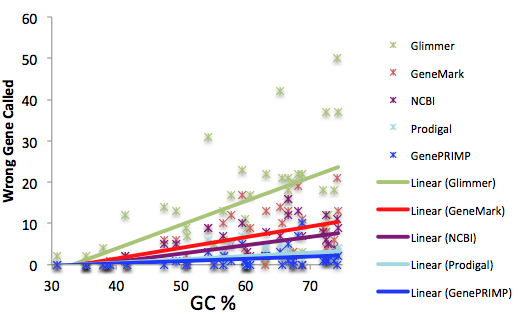 60
50
40
30
20
10
0
Wrong Gene Called
30 40 50 60 70
GC %
Glimmer
GeneMark
NCBI
Prodigal
GenePRIMP
Linear (Glimmer)
Linear (GeneMark)
Linear (NCBI)
Linear (Prodigal)
Linear (GenePRIMP)